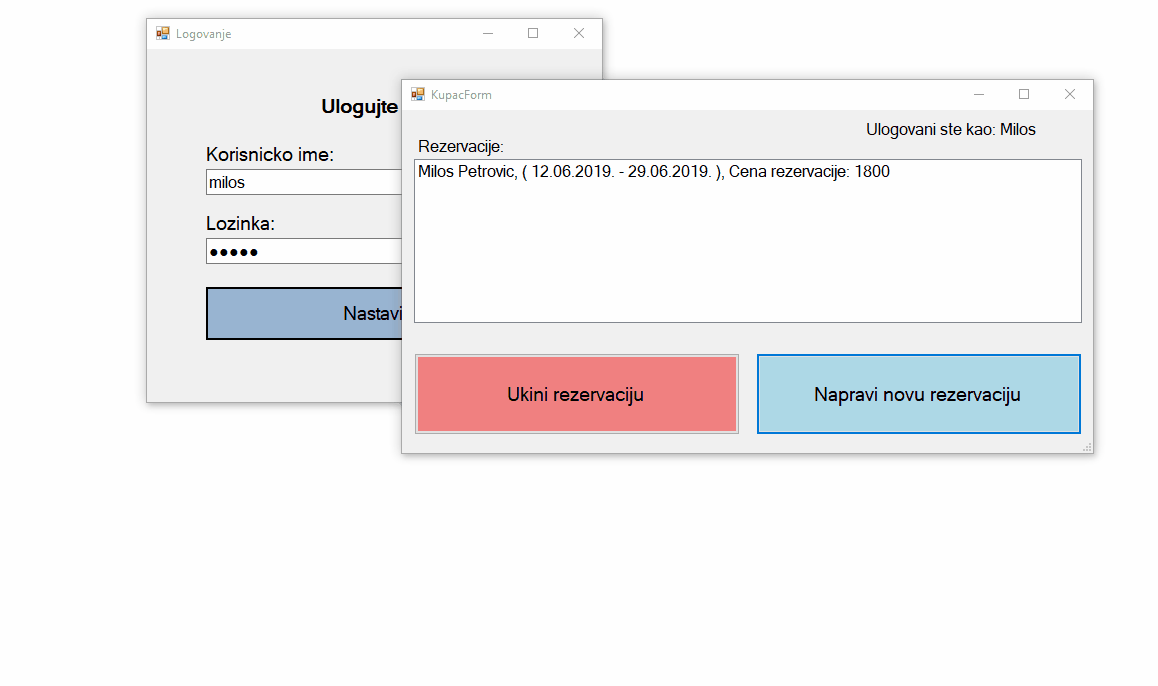 Logovanje
Ulogujte
Korisnicko ime:
milos
Lozinka:
●●●●●
Nastavi
KupacForm
Ulogovani ste kao: Milos
Rezervacije:
Milos Petrovic, ( 12.06.2019. - 29.06.2019. ), Cena rezervacije: 1800
Ukini rezervaciju
Napravi novu rezervaciju